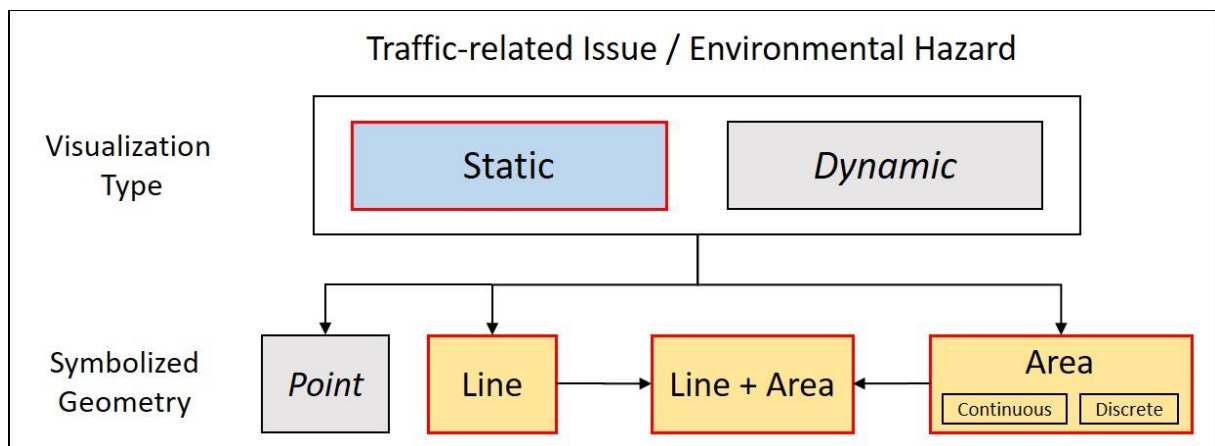 Traffic-related Issue / Environmental Hazard
Visualization
Type
Static
Dynamic
Symbolized
Geometry
Point
Line
Line + Area
Area
Continuous
Discrete